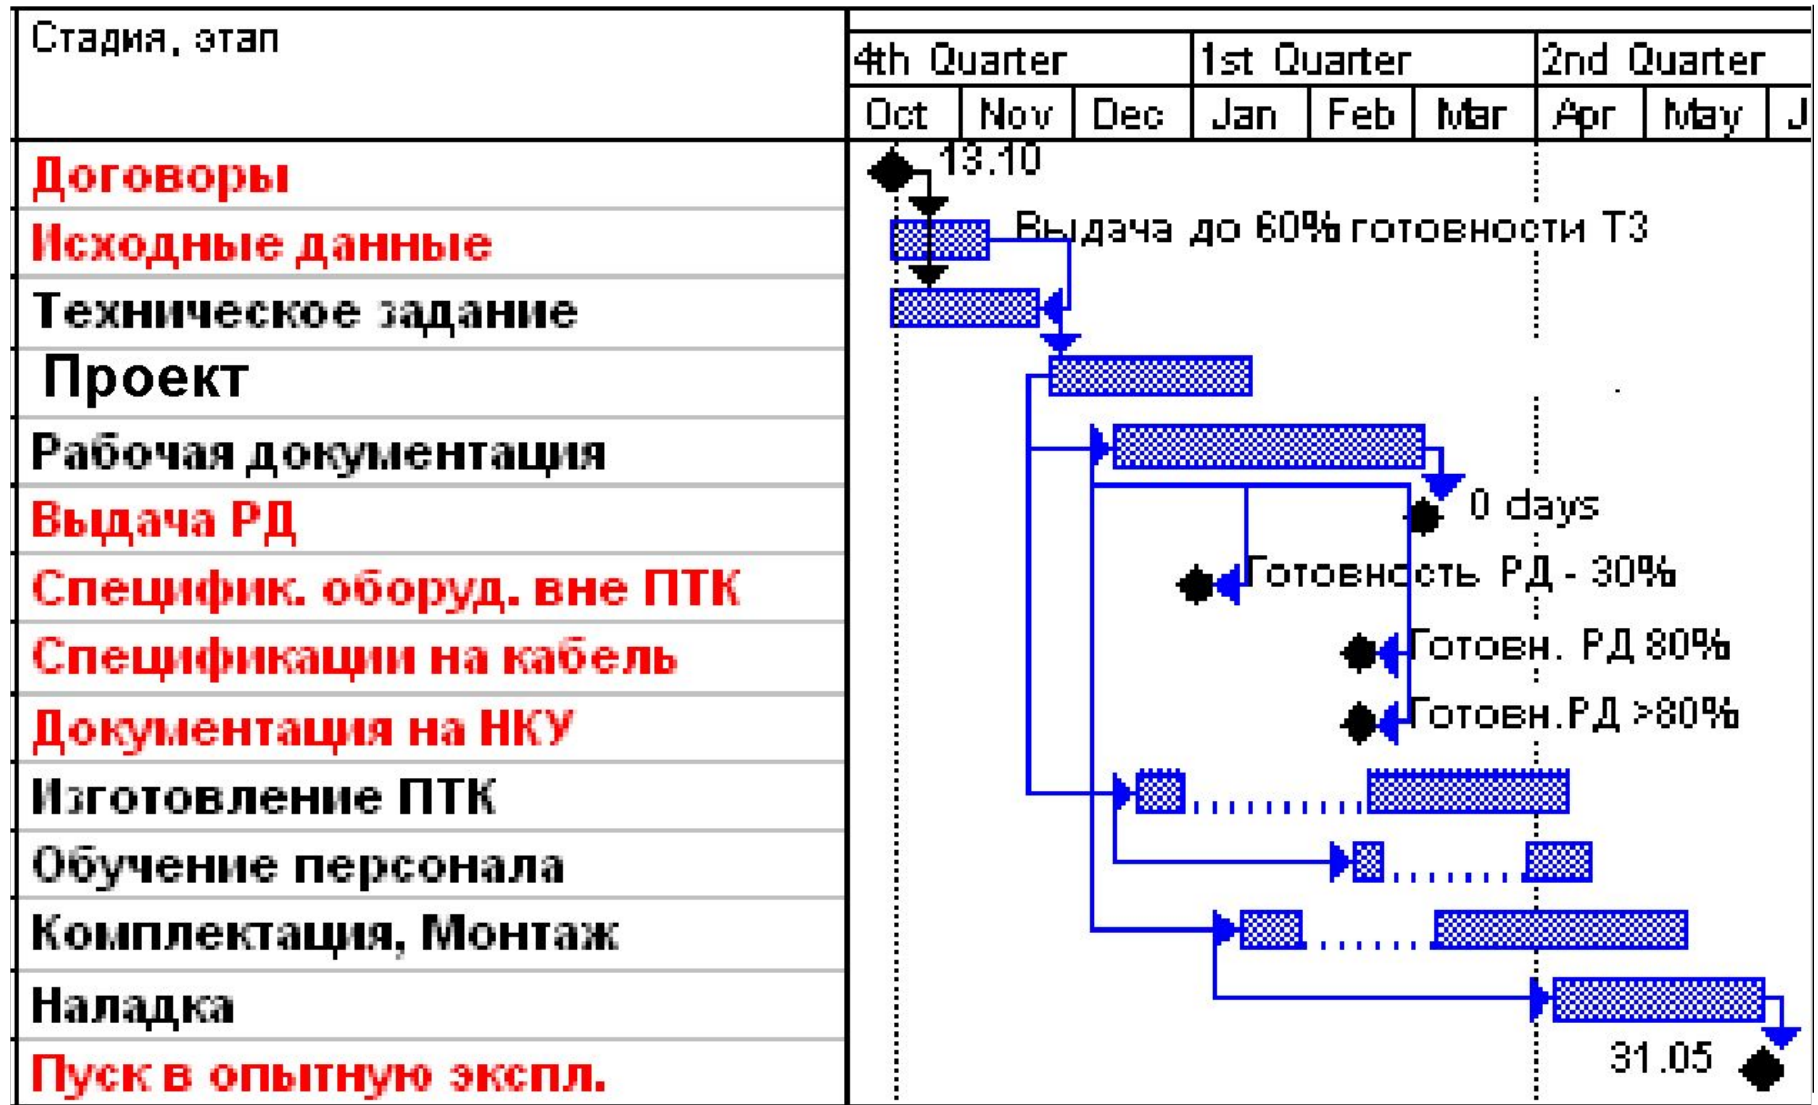 Стадия, этап
4th Quarter 1st Quarter 2nd Quarter
Oct Nov Dec Jan Feb Mar Apr May J
Договоры 13.10
Исходные данные Выдача до 60% готовности ТЗ
Техническое задание
Проект
Рабочая документация
Выдача РД 0 days
Специфик. оборуд. вне ПТК Готовность РД - 30%
Спецификации на кабель Готовн. РД 80%
Документация на НКУ Готовн.РД >80%
Изготовление ПТК
Обучение персонала
Комплектация, Монтаж
Наладка
Пуск в опытную экспл. 31.05